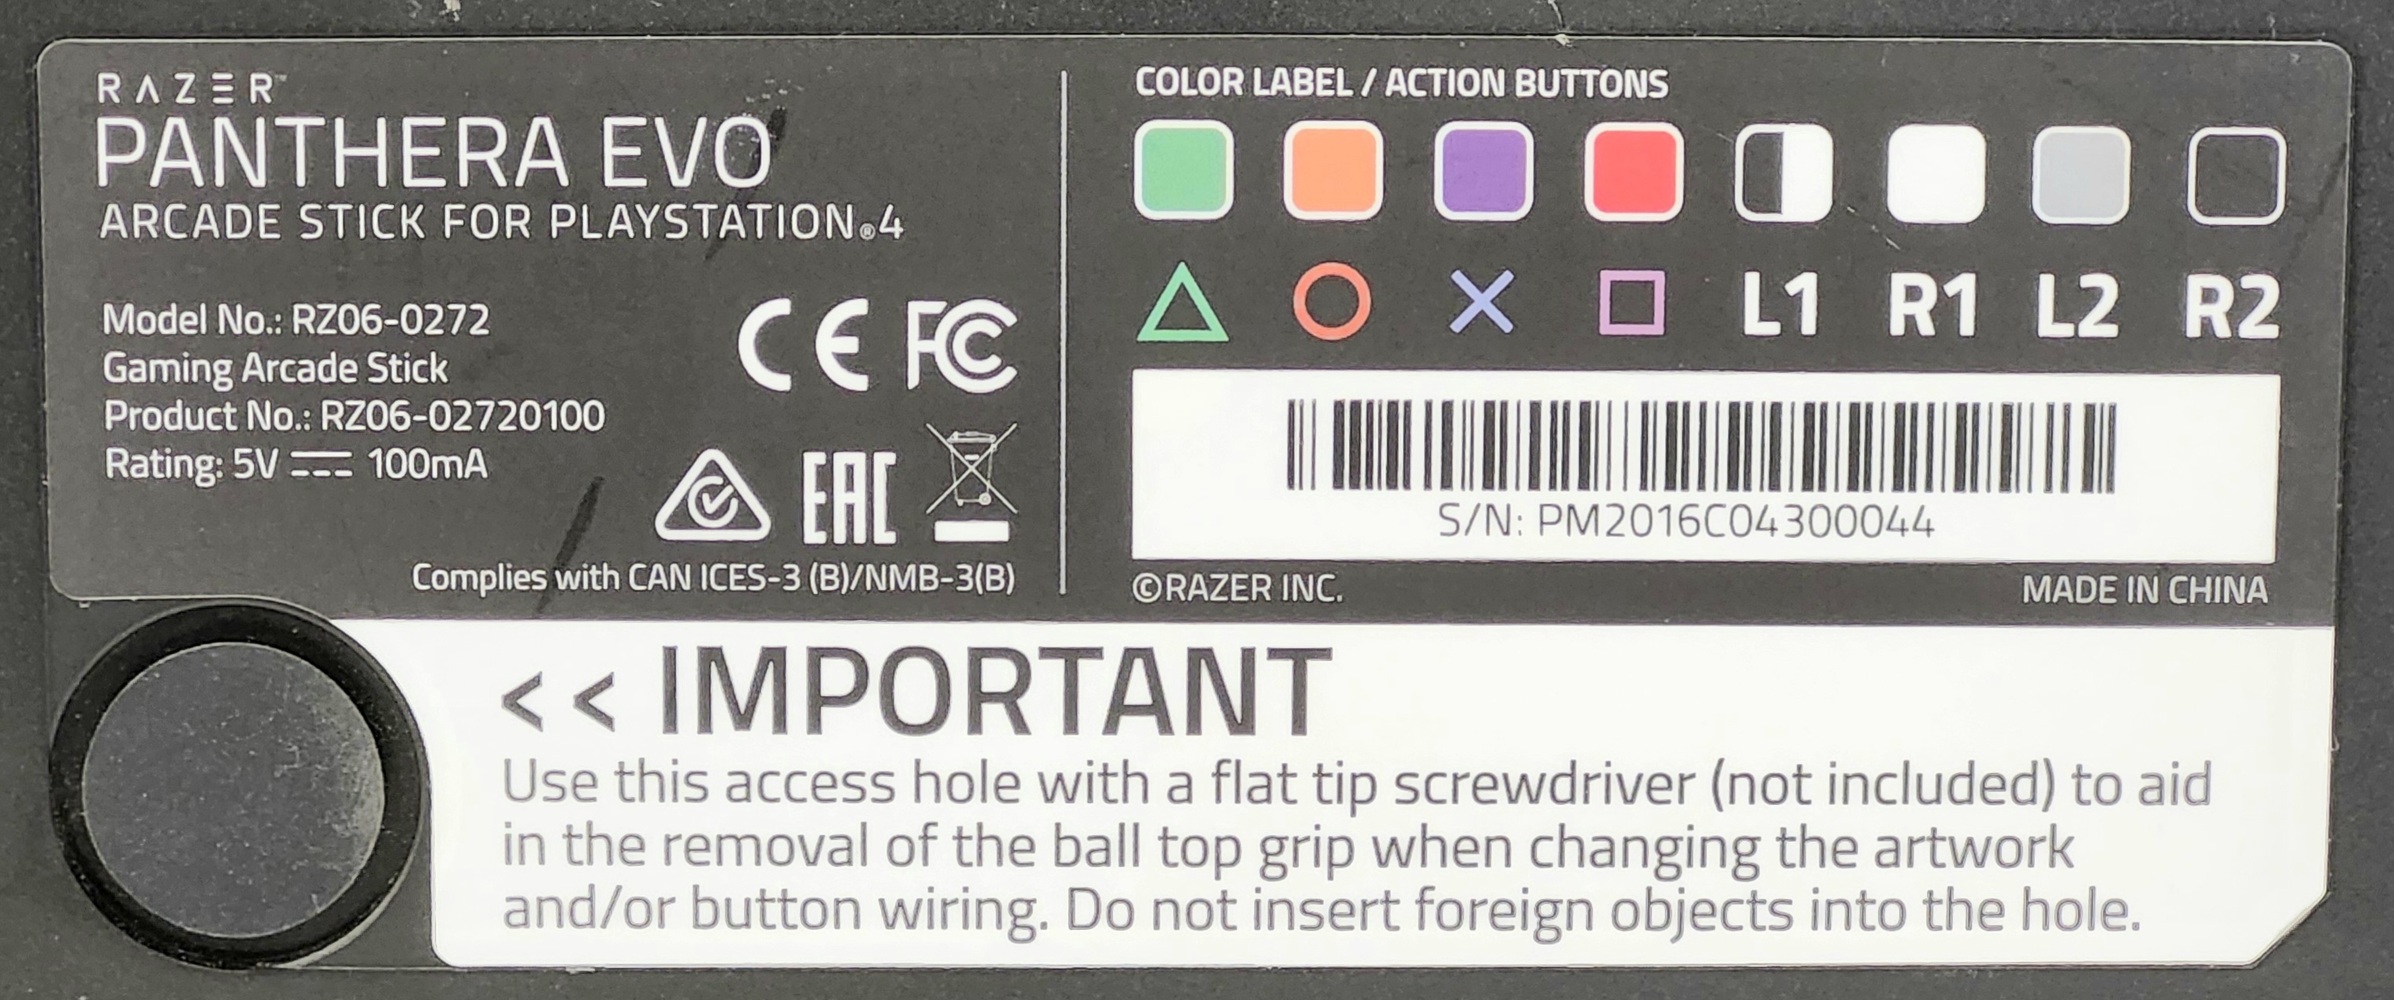 RAZER™
PANTHERA EVO
ARCADE STICK FOR PLAYSTATION®4
Model No.: RZ06-0272
Gaming Arcade Stick
Product No.: RZ06-02720100
Rating: 5V ⎓ 100mA
CE FC
EAC
Complies with CAN ICES-3 (B)/NMB-3(B)
COLOR LABEL / ACTION BUTTONS
△ ○ ✕ □ L1 R1 L2 R2
S/N: PM2016C04300044
©RAZER INC. MADE IN CHINA
<< IMPORTANT
Use this access hole with a flat tip screwdriver (not included) to aid
in the removal of the ball top grip when changing the artwork
and/or button wiring. Do not insert foreign objects into the hole.